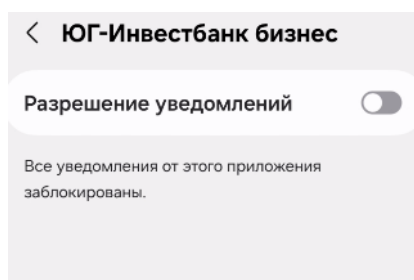 ЮГ-Инвестбанк бизнес
Разрешение уведомлений
Все уведомления от этого приложения
заблокированы.